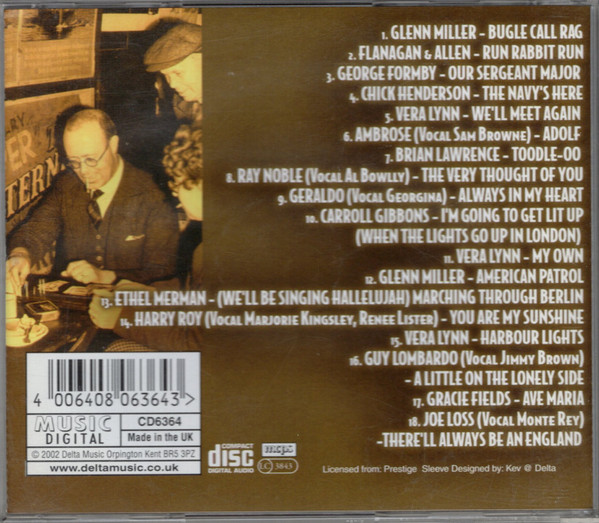 1. GLENN MILLER – BUGLE CALL RAG
2. FLANAGAN & ALLEN – RUN RABBIT RUN
3. GEORGE FORMBY – OUR SERGEANT MAJOR
4. CHICK HENDERSON – THE NAVY'S HERE
5. VERA LYNN – WE'LL MEET AGAIN
6. AMBROSE (VOCAL SAM BROWNE) – ADOLF
7. BRIAN LAWRENCE – TOODLE-OO
8. RAY NOBLE (VOCAL AL BOWLLY) – THE VERY THOUGHT OF YOU
9. GERALDO (VOCAL GEORGINA) – ALWAYS IN MY HEART
10. CARROLL GIBBONS – I'M GOING TO GET LIT UP
(WHEN THE LIGHTS GO UP IN LONDON)
11. VERA LYNN – MY OWN
12. GLENN MILLER – AMERICAN PATROL
13. ETHEL MERMAN – (WE'LL BE SINGING HALLELUJAH) MARCHING THROUGH BERLIN
14. HARRY ROY (VOCAL MARJORIE KINGSLEY, RENEE LISTER) – YOU ARE MY SUNSHINE
15. VERA LYNN – HARBOUR LIGHTS
16. GUY LOMBARDO (VOCAL JIMMY BROWN)
– A LITTLE ON THE LONELY SIDE
17. GRACIE FIELDS – AVE MARIA
18. JOE LOSS (VOCAL MONTE REY)
–THERE'LL ALWAYS BE AN ENGLAND
4 006408 063643 >
MUSIC
DIGITAL
CD6364
Made in the UK
© 2002 Delta Music Orpington Kent BR5 3PZ
www.deltamusic.co.uk
COMPACT
disc
DIGITAL AUDIO
mcps
LC 3843
Licensed from: Prestige Sleeve Designed by: Kev @ Delta